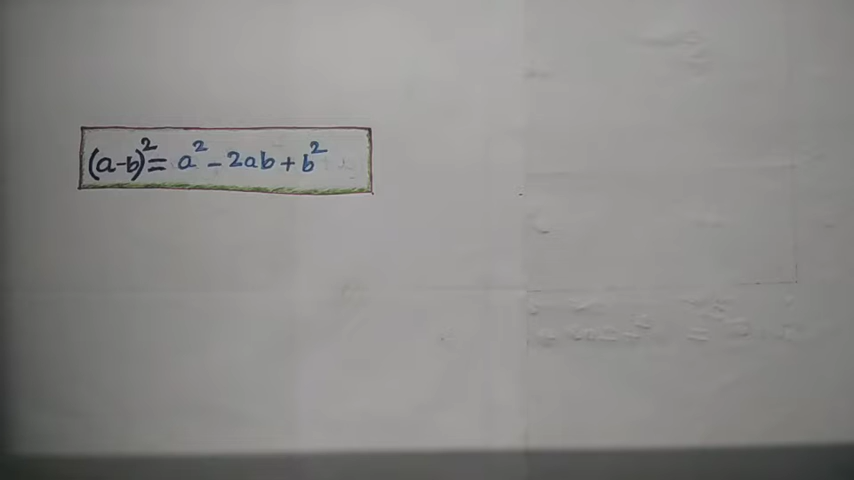 (a-b)² = a² - 2ab + b²